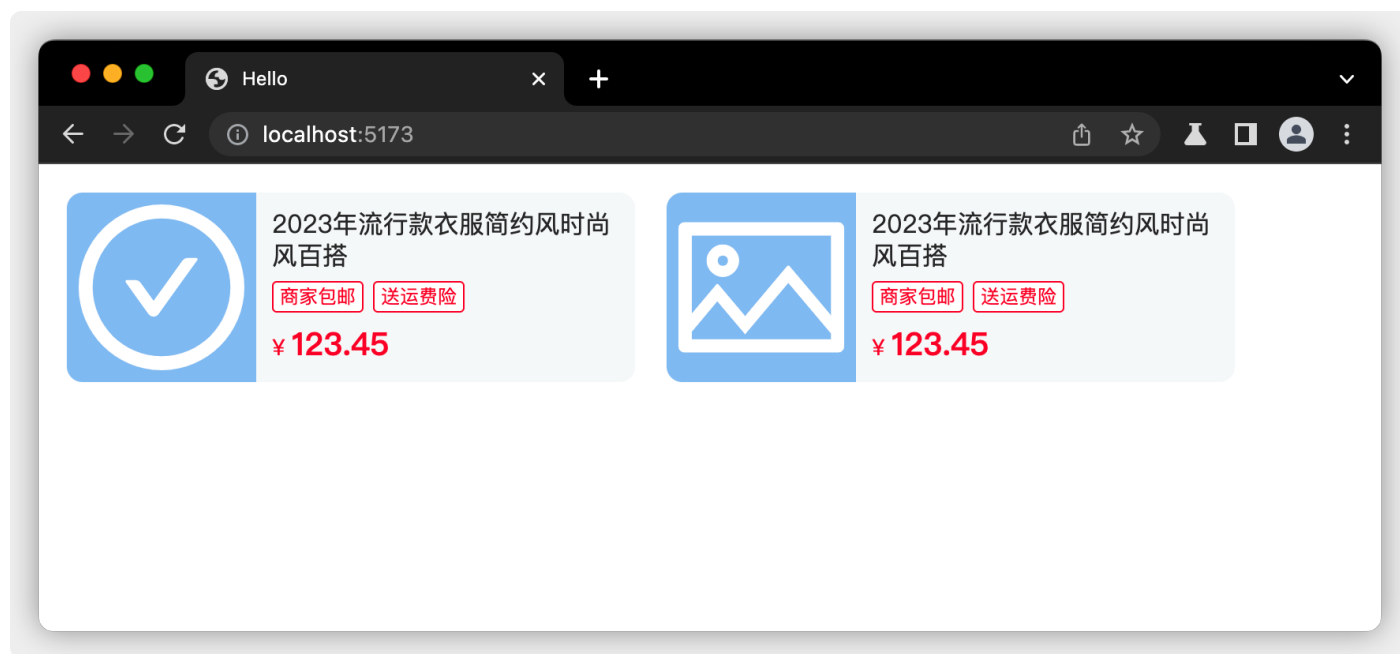 Hello
localhost:5173
2023年流行款衣服简约风时尚
风百搭
商家包邮 送运费险
¥ 123.45
2023年流行款衣服简约风时尚
风百搭
商家包邮 送运费险
¥ 123.45